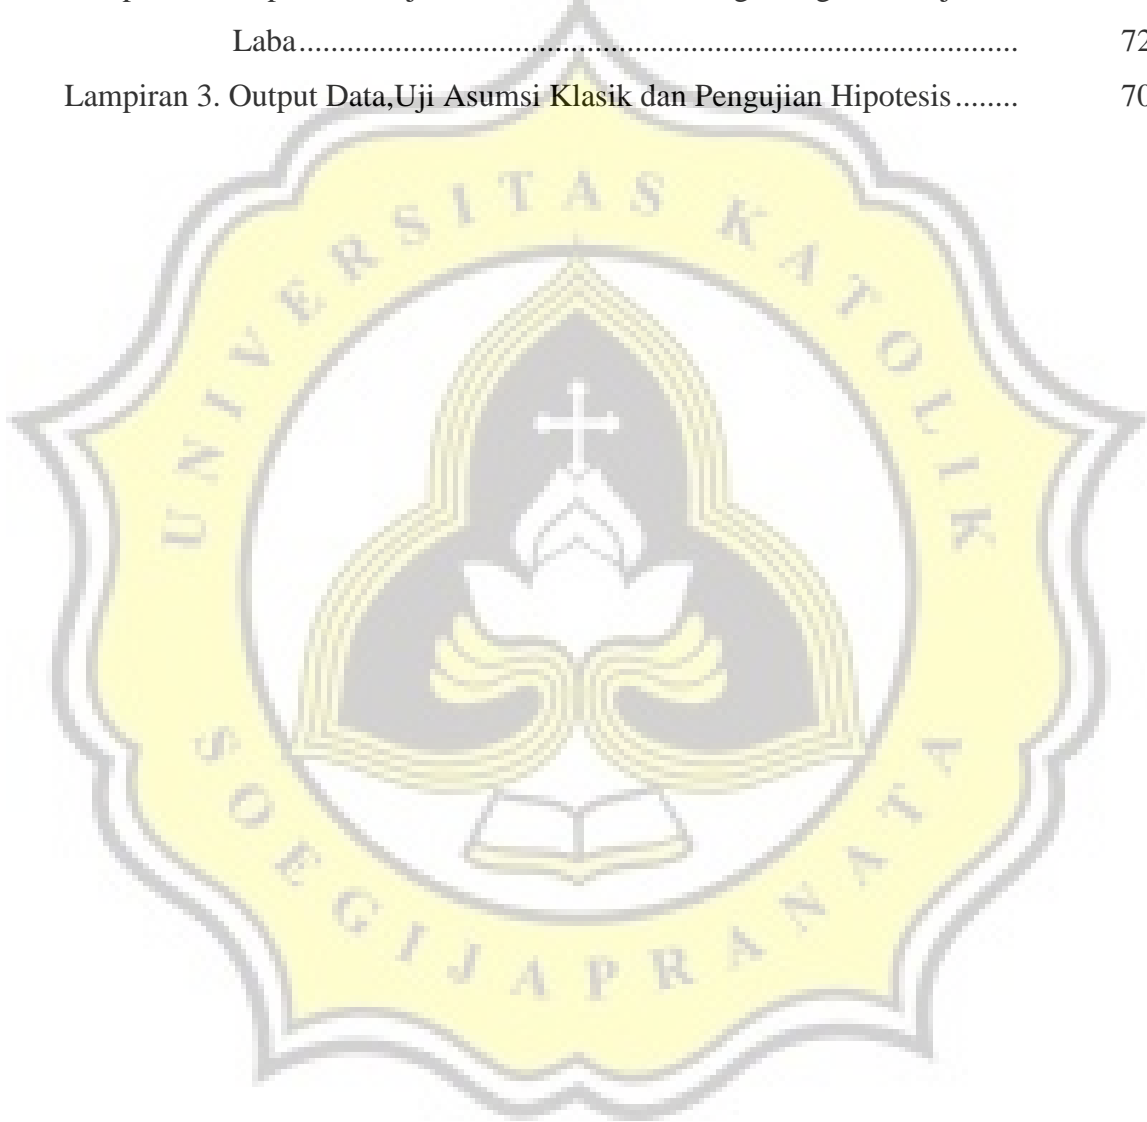 Laba.......................................................................................... 72
Lampiran 3. Output Data,Uji Asumsi Klasik dan Pengujian Hipotesis........ 70
UNIVERSITAS KATOLIK
SOEGIJAPRANATA